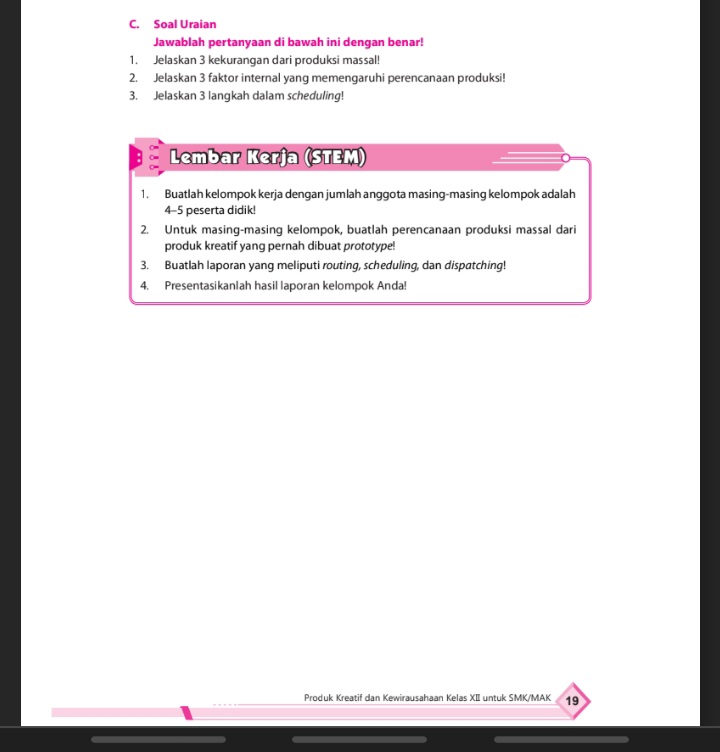 C. Soal Uraian
Jawablah pertanyaan di bawah ini dengan benar!
1. Jelaskan 3 kekurangan dari produksi massal!
2. Jelaskan 3 faktor internal yang memengaruhi perencanaan produksi!
3. Jelaskan 3 langkah dalam scheduling!
Lembar Kerja (STEM)
1. Buatlah kelompok kerja dengan jumlah anggota masing-masing kelompok adalah
4–5 peserta didik!
2. Untuk masing-masing kelompok, buatlah perencanaan produksi massal dari
produk kreatif yang pernah dibuat prototype!
3. Buatlah laporan yang meliputi routing, scheduling, dan dispatching!
4. Presentasikanlah hasil laporan kelompok Anda!
Produk Kreatif dan Kewirausahaan Kelas XII untuk SMK/MAK 19